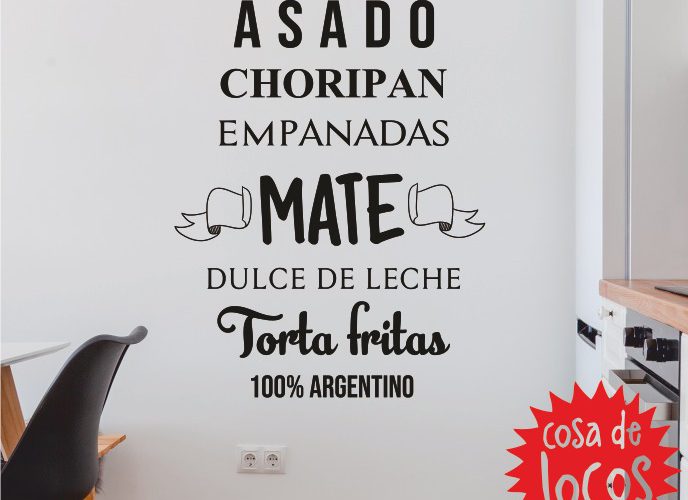 ASADO
CHORIPAN
EMPANADAS
MATE
DULCE DE LECHE
Torta fritas
100% ARGENTINO
cosa de
locos